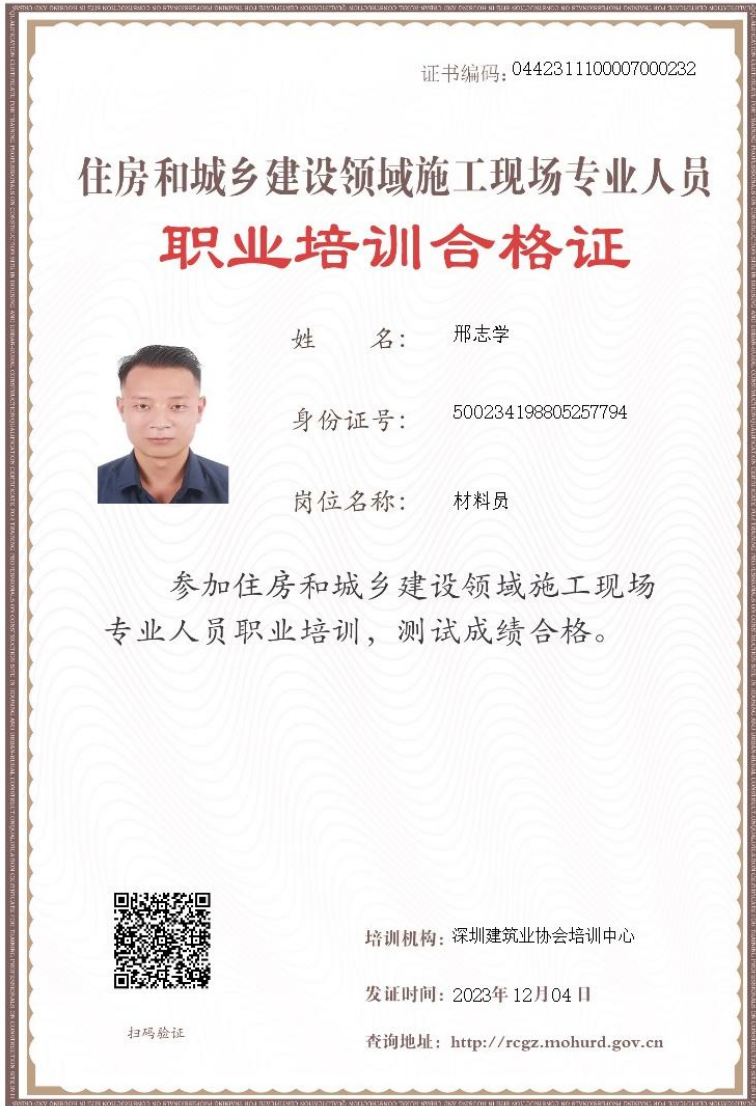 证书编码：0442311100007000232
住房和城乡建设领域施工现场专业人员
职业培训合格证
姓　　名：　邢志学
身份证号：　500234198805257794
岗位名称：　材料员
参加住房和城乡建设领域施工现场
专业人员职业培训，测试成绩合格。
培训机构：深圳建筑业协会培训中心
发证时间：2023年12月04日
扫码验证
查询地址：http://rcgz.mohurd.gov.cn